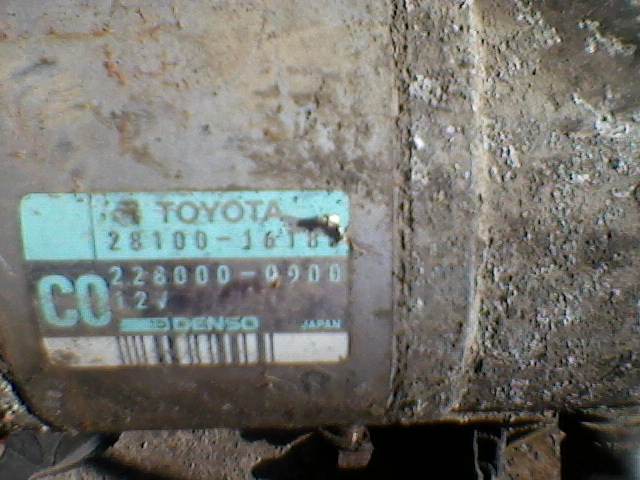 TOYOTA
28100-1618
CO
228000-0900
12V
DENSO
JAPAN